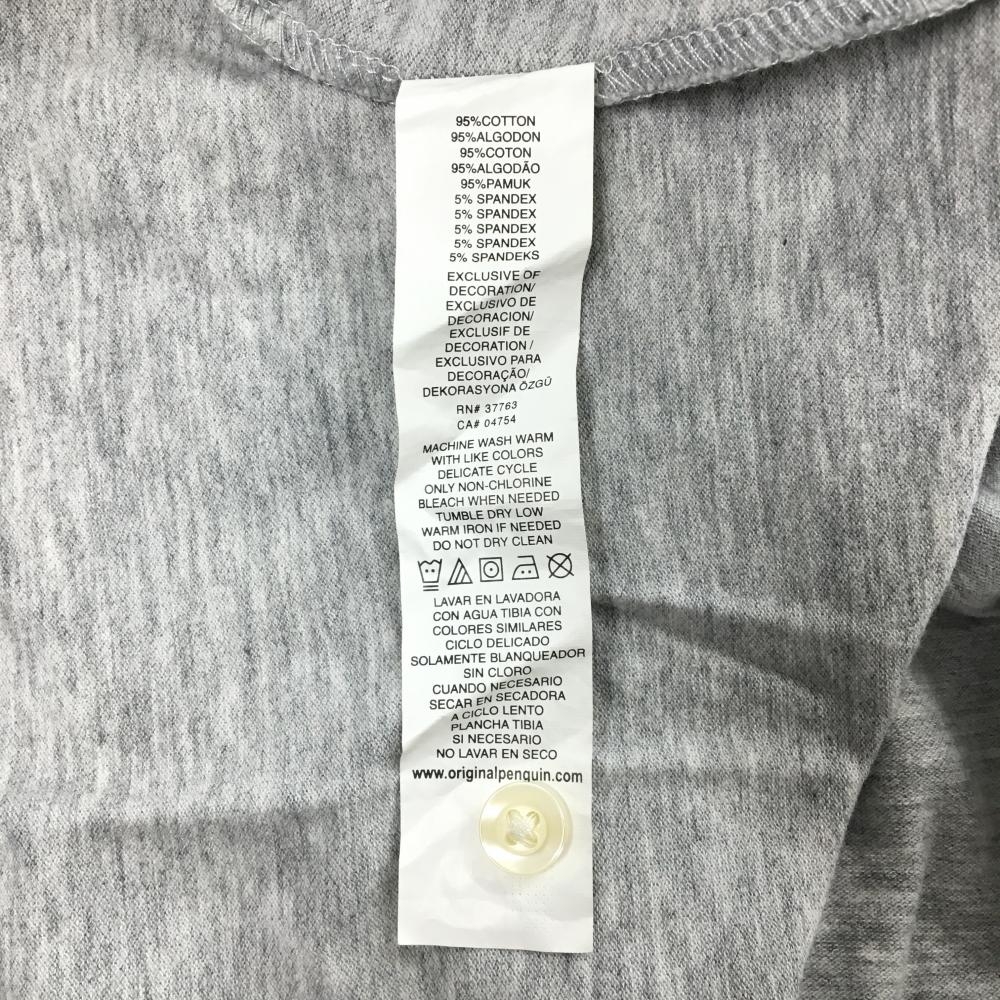 95%COTTON
95%ALGODON
95%COTON
95%ALGODÃO
95%PAMUK
5% SPANDEX
5% SPANDEX
5% SPANDEX
5% SPANDEX
5% SPANDEKS
EXCLUSIVE OF
DECORATION/
EXCLUSIVO DE
DECORACION/
EXCLUSIF DE
DECORATION /
EXCLUSIVO PARA
DECORAÇÃO/
DEKORASYONA ÖZGÜ
RN# 37763
CA# 04754
MACHINE WASH WARM
WITH LIKE COLORS
DELICATE CYCLE
ONLY NON-CHLORINE
BLEACH WHEN NEEDED
TUMBLE DRY LOW
WARM IRON IF NEEDED
DO NOT DRY CLEAN
LAVAR EN LAVADORA
CON AGUA TIBIA CON
COLORES SIMILARES
CICLO DELICADO
SOLAMENTE BLANQUEADOR
SIN CLORO
CUANDO NECESARIO
SECAR EN SECADORA
A CICLO LENTO
PLANCHA TIBIA
SI NECESARIO
NO LAVAR EN SECO
www.originalpenguin.com